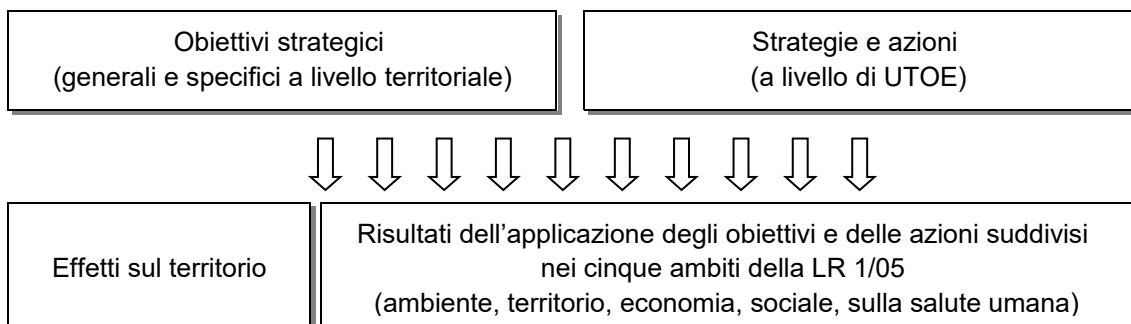 Obiettivi strategici
(generali e specifici a livello territoriale)
Strategie e azioni
(a livello di UTOE)
Effetti sul territorio
Risultati dell'applicazione degli obiettivi e delle azioni suddivisi
nei cinque ambiti della LR 1/05
(ambiente, territorio, economia, sociale, sulla salute umana)